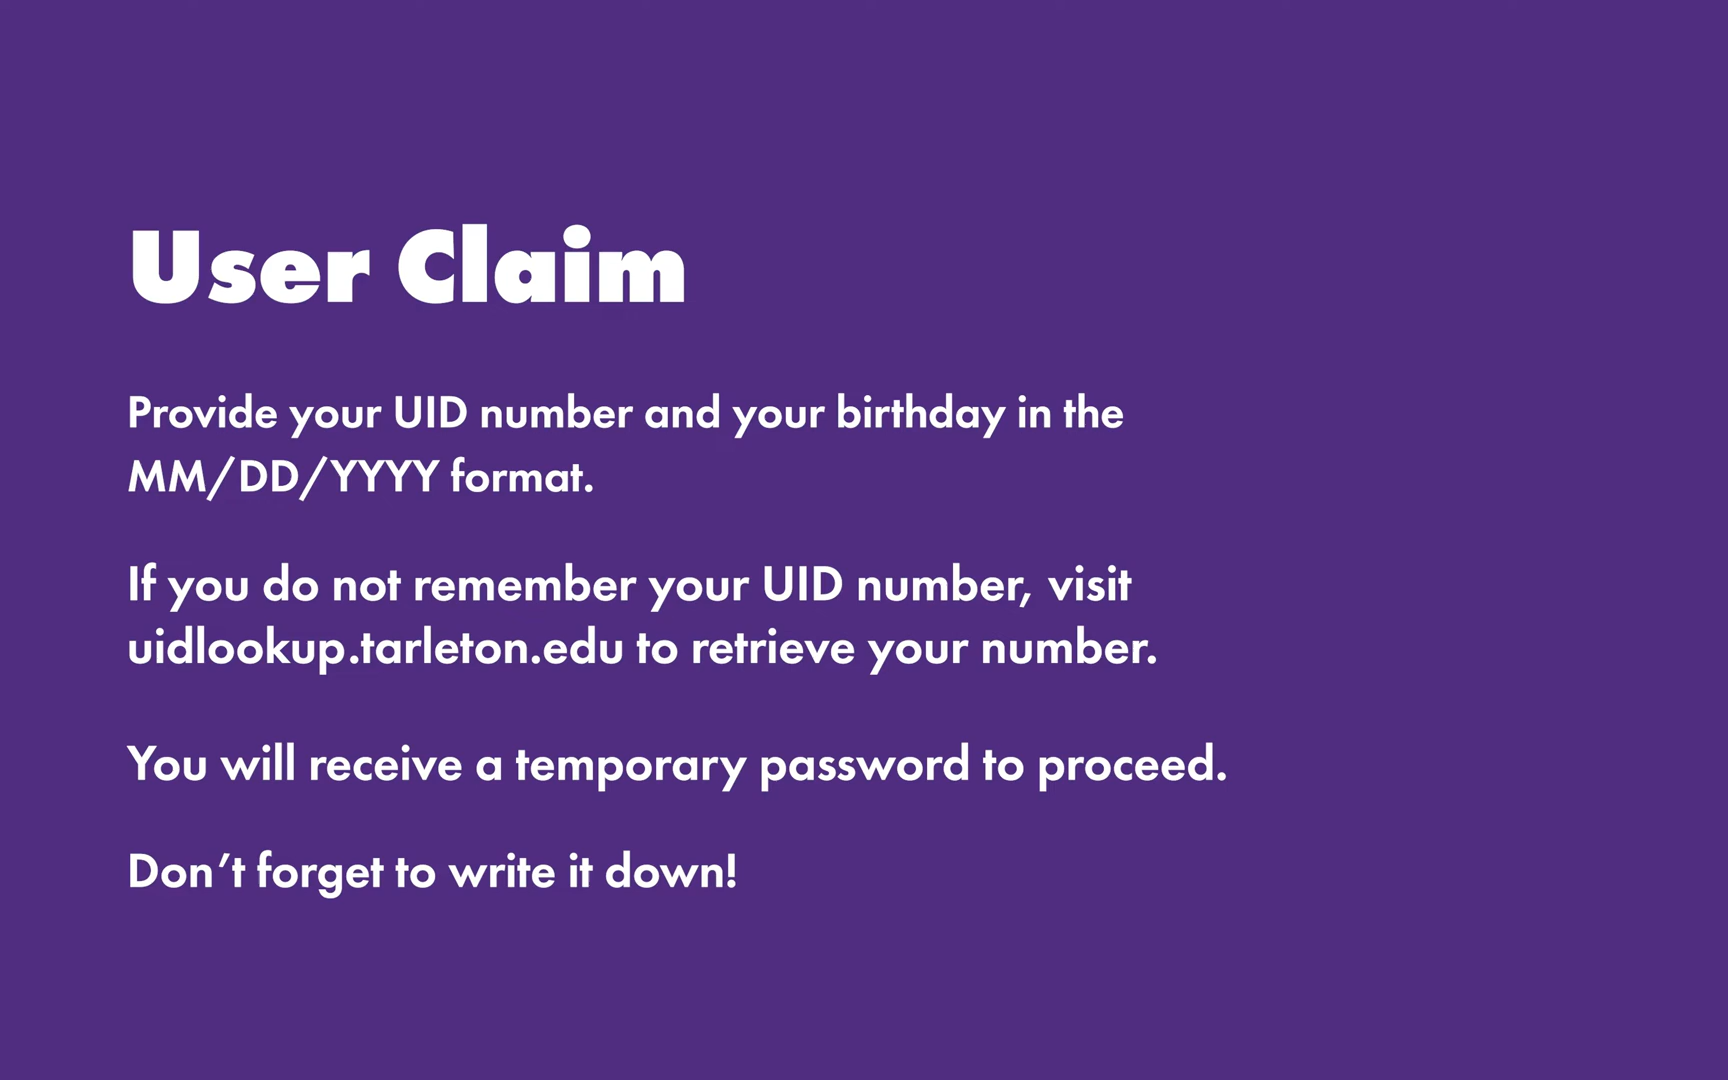 User Claim
Provide your UID number and your birthday in the
MM/DD/YYYY format.
If you do not remember your UID number, visit
uidlookup.tarleton.edu to retrieve your number.
You will receive a temporary password to proceed.
Don’t forget to write it down!